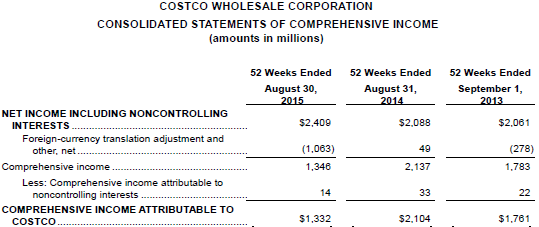 COSTCO WHOLESALE CORPORATION
CONSOLIDATED STATEMENTS OF COMPREHENSIVE INCOME
(amounts in millions)
52 Weeks Ended 52 Weeks Ended 52 Weeks Ended
August 30, August 31, September 1,
2015 2014 2013
NET INCOME INCLUDING NONCONTROLLING
INTERESTS $2,409 $2,088 $2,061
Foreign-currency translation adjustment and
other, net (1,063) 49 (278)
Comprehensive income 1,346 2,137 1,783
Less: Comprehensive income attributable to
noncontrolling interests 14 33 22
COMPREHENSIVE INCOME ATTRIBUTABLE TO
COSTCO $1,332 $2,104 $1,761